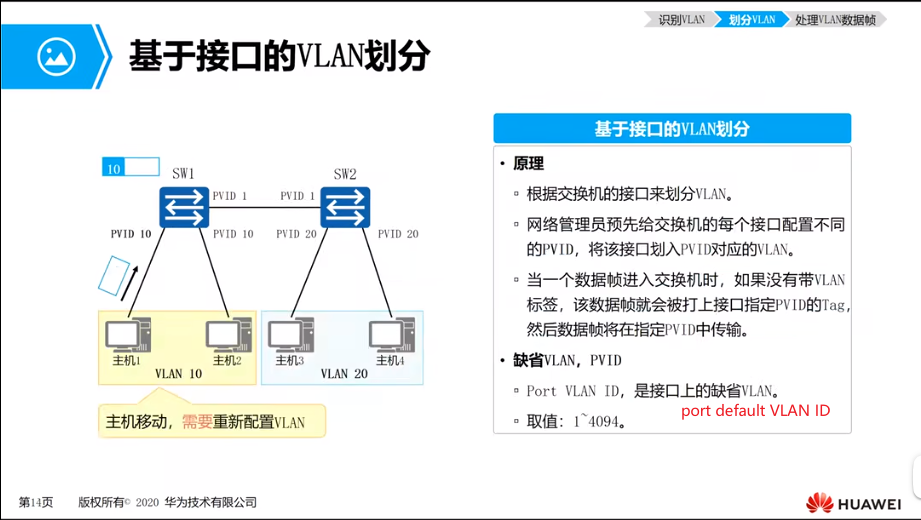 识别VLAN 划分VLAN 处理VLAN数据帧
基于接口的VLAN划分
10
SW1 SW2
PVID 1 PVID 1
PVID 10 PVID 10 PVID 20 PVID 20
主机1 主机2 主机3 主机4
VLAN 10 VLAN 20
主机移动，需要重新配置VLAN
基于接口的VLAN划分
• 原理
▫ 根据交换机的接口来划分VLAN。
▫ 网络管理员预先给交换机的每个接口配置不同
的PVID，将该接口划入PVID对应的VLAN。
▫ 当一个数据帧进入交换机时，如果没有带VLAN
标签，该数据帧就会被打上接口指定PVID的Tag，
然后数据帧将在指定PVID中传输。
• 缺省VLAN，PVID
▫ Port VLAN ID，是接口上的缺省VLAN。
port default VLAN ID
▫ 取值：1~4094。
第14页 版权所有© 2020 华为技术有限公司
HUAWEI